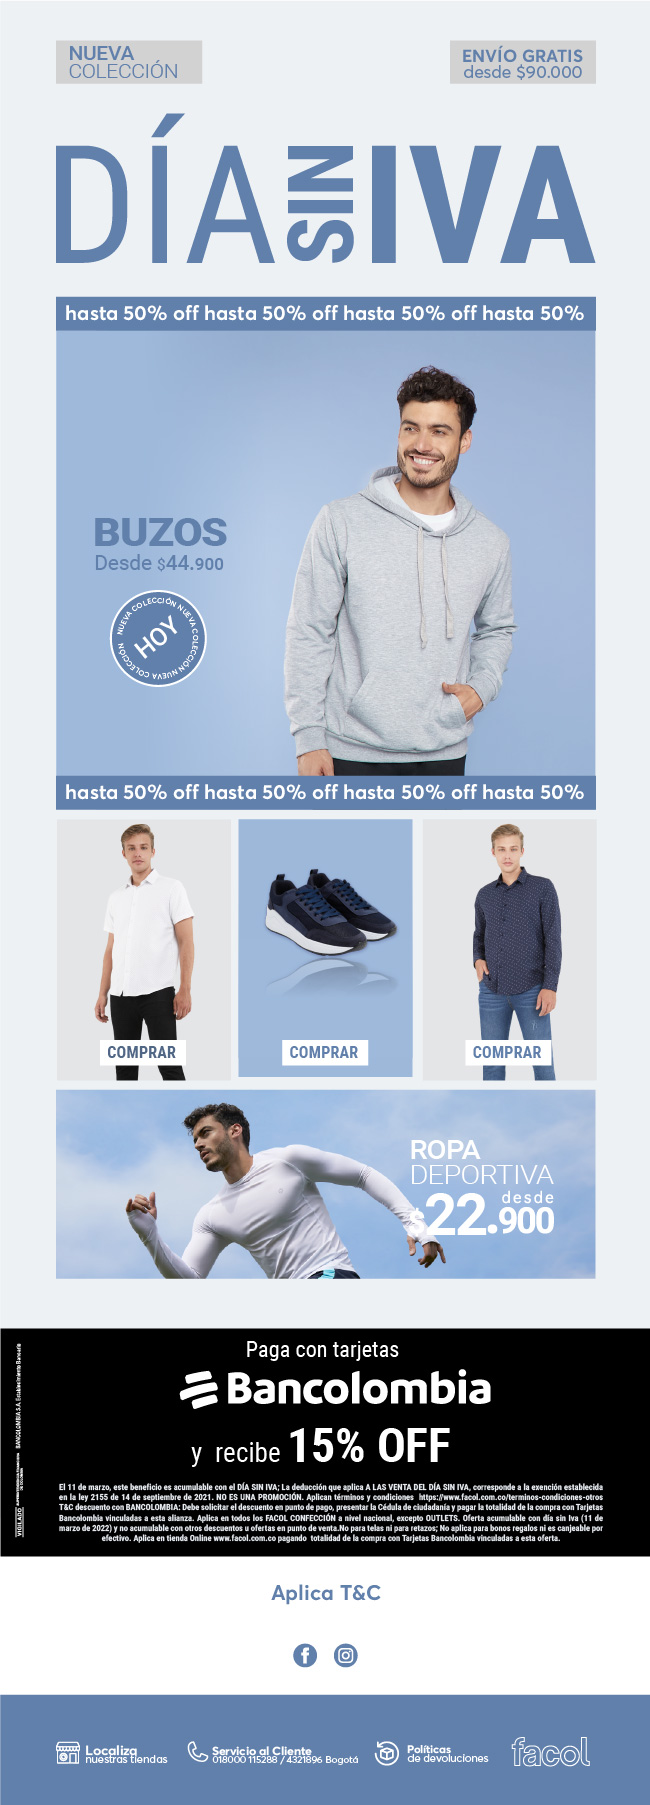 NUEVA
COLECCIÓN
ENVÍO GRATIS
desde $90.000
DÍA SIN IVA
hasta 50% off hasta 50% off hasta 50% off hasta 50%
BUZOS
Desde $44.900
NUEVA COLECCIÓN NUEVA COLECCIÓN NUEVA COLECCIÓN
HOY
hasta 50% off hasta 50% off hasta 50% off hasta 50%
COMPRAR
COMPRAR
COMPRAR
ROPA
DEPORTIVA
desde
$22.900
Paga con tarjetas
Bancolombia
y recibe 15% OFF
BANCOLOMBIA S.A. Establecimiento Bancario
VIGILADO
El 11 de marzo, este beneficio es acumulable con el DÍA SIN IVA; La deducción que aplica A LAS VENTA DEL DÍA SIN IVA, corresponde a la exención establecida
en la ley 2155 de 14 de septiembre de 2021. NO ES UNA PROMOCIÓN. Aplican términos y condiciones https://www.facol.com.co/terminos-condiciones-otros
T&C descuento con BANCOLOMBIA: Debe solicitar el descuento en punto de pago, presentar la Cédula de ciudadanía y pagar la totalidad de la compra con Tarjetas
Bancolombia vinculadas a esta alianza. Aplica en todos los FACOL CONFECCIÓN a nivel nacional, excepto OUTLETS. Oferta acumulable con día sin Iva (11 de
marzo de 2022) y no acumulable con otros descuentos u ofertas en punto de venta.No para telas ni para retazos; No aplica para bonos regalos ni es canjeable por
efectivo. Aplica en tienda Online www.facol.com.co pagando totalidad de la compra con Tarjetas Bancolombia vinculadas a esta oferta.
Aplica T&C
Localiza
nuestras tiendas
Servicio al Cliente
018000 115288 / 4321896 Bogotá
Políticas
de devoluciones
facol